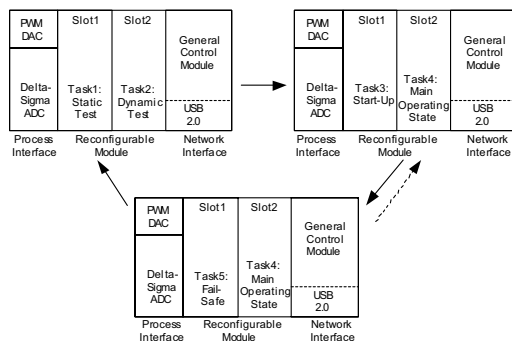 PWM
DAC
Delta-
Sigma
ADC
Slot1
Task1:
Static
Test
Slot2
Task2:
Dynamic
Test
General
Control
Module
USB
2.0
Process
Interface
Reconfigurable
Module
Network
Interface
PWM
DAC
Delta-
Sigma
ADC
Slot1
Task3:
Start-Up
Slot2
Task4:
Main
Operating
State
General
Control
Module
USB
2.0
Process
Interface
Reconfigurable
Module
Network
Interface
PWM
DAC
Delta-
Sigma
ADC
Slot1
Task5:
Fail-
Safe
Slot2
Task4:
Main
Operating
State
General
Control
Module
USB
2.0
Process
Interface
Reconfigurable
Module
Network
Interface